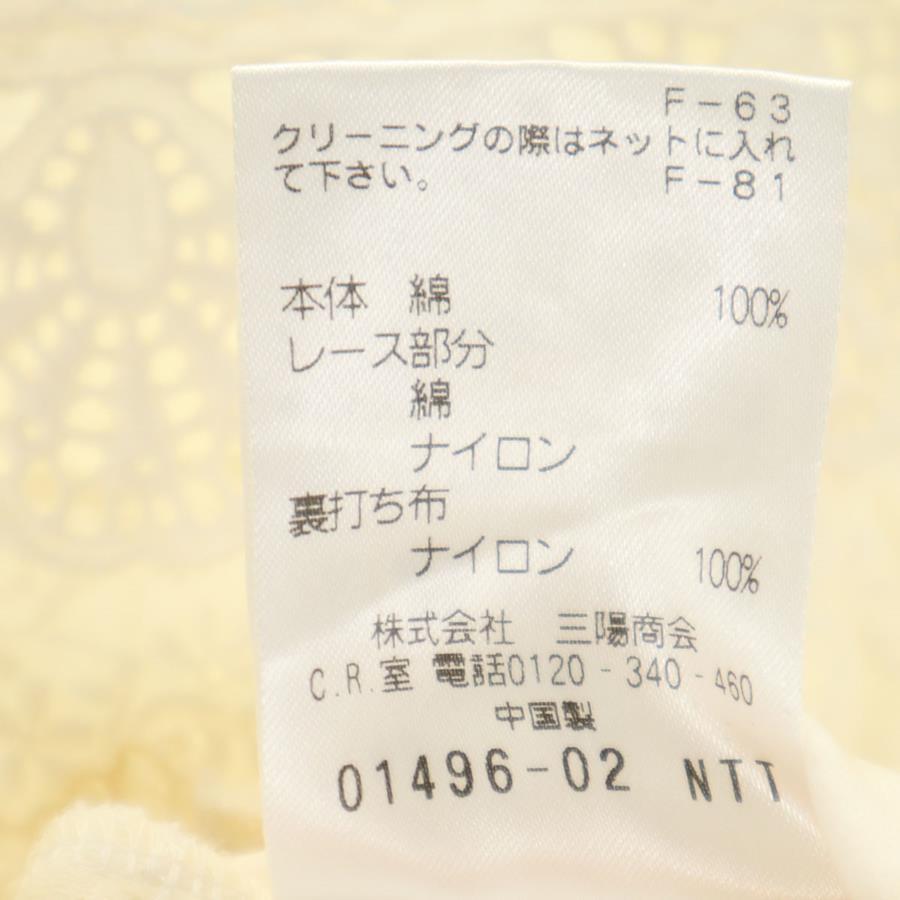 F-63
クリーニングの際はネットに入れ
て下さい。 F-81
本体 綿 100%
レース部分
綿
ナイロン
裏打ち布
ナイロン 100%
株式会社 三陽商会
C.R.室 電話0120-340-460
中国製
01496-02 NTT